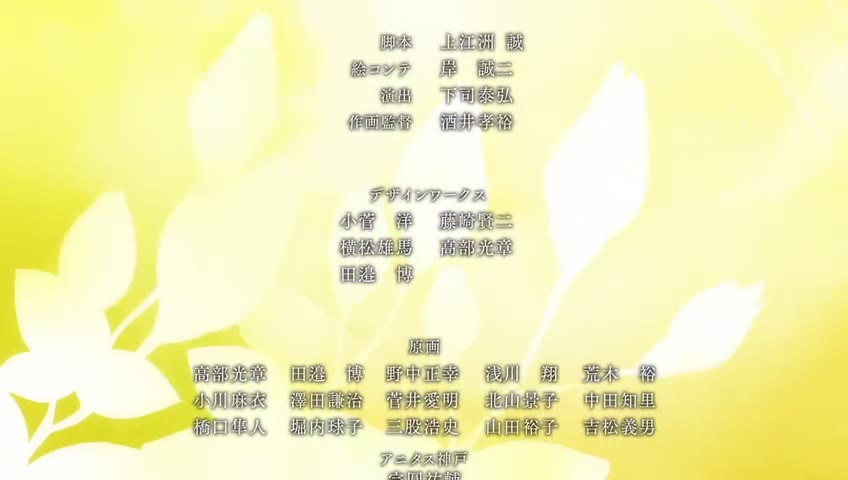 脚本 上江洲 誠
絵コンテ 岸 誠二
演出 下司泰弘
作画監督 酒井孝裕
デザインワークス
小菅 洋 藤崎賢二
横松雄馬 高部光章
田邉 博
原画
高部光章 田邉 博 野中正幸 浅川 翔 荒木 裕
小川麻衣 澤田謙治 菅井愛明 北山景子 中田知里
橋口隼人 堀内球子 三股浩史 山田裕子 吉松義男
アニタス神戸